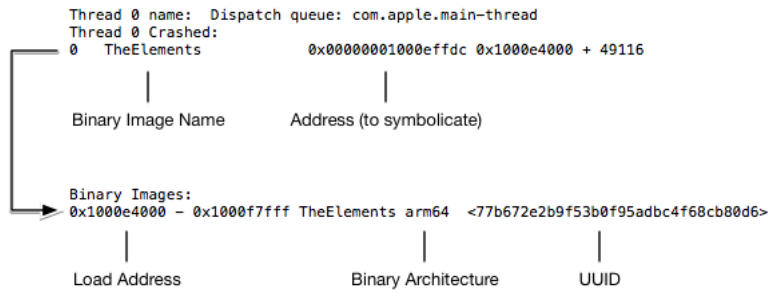 Thread 0 name:  Dispatch queue: com.apple.main-thread
Thread 0 Crashed:
0   TheElements                   0x00000001000effdc 0x1000e4000 + 49116
Binary Image Name    Address (to symbolicate)
Binary Images:
0x1000e4000 - 0x1000f7fff TheElements arm64  <77b672e2b9f53b0f95adbc4f68cb80d6>
Load Address    Binary Architecture    UUID